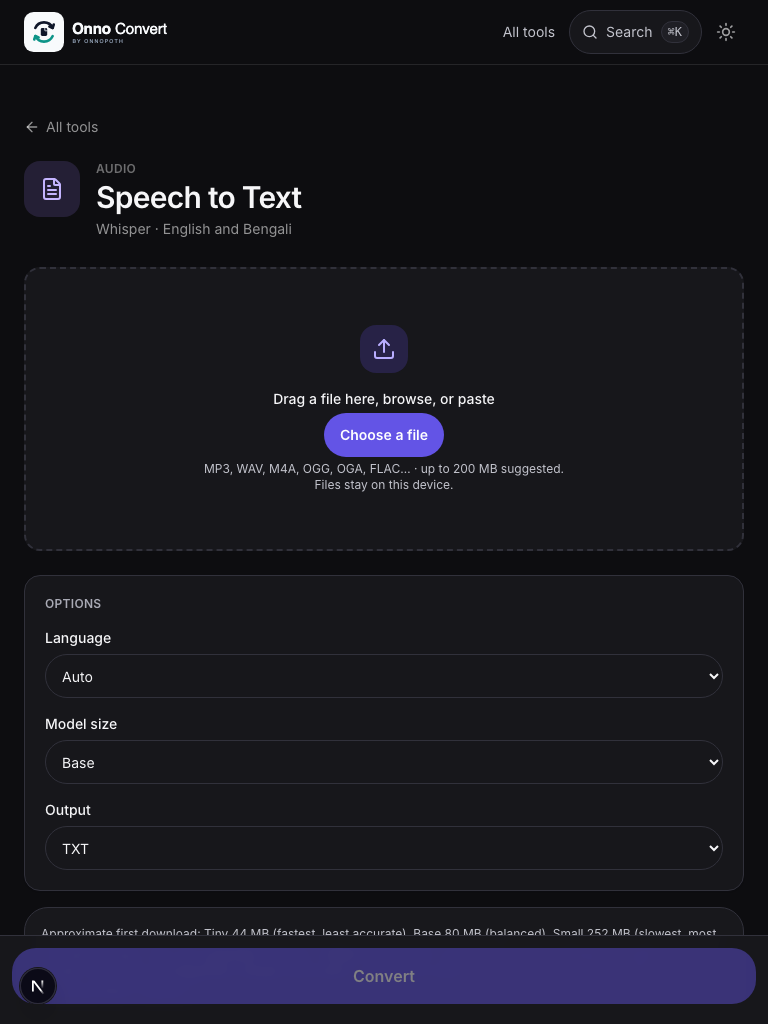 Onno Convert
BY ONNOPOTH
All tools
Search
⌘K
All tools
AUDIO
Speech to Text
Whisper · English and Bengali
Drag a file here, browse, or paste
Choose a file
MP3, WAV, M4A, OGG, OGA, FLAC… · up to 200 MB suggested.
Files stay on this device.
OPTIONS
Language
Auto
Model size
Base
Output
TXT
Approximate first download: Tiny 44 MB (fastest, least accurate), Base 80 MB (balanced), Small 252 MB (slowest, most
Convert
N